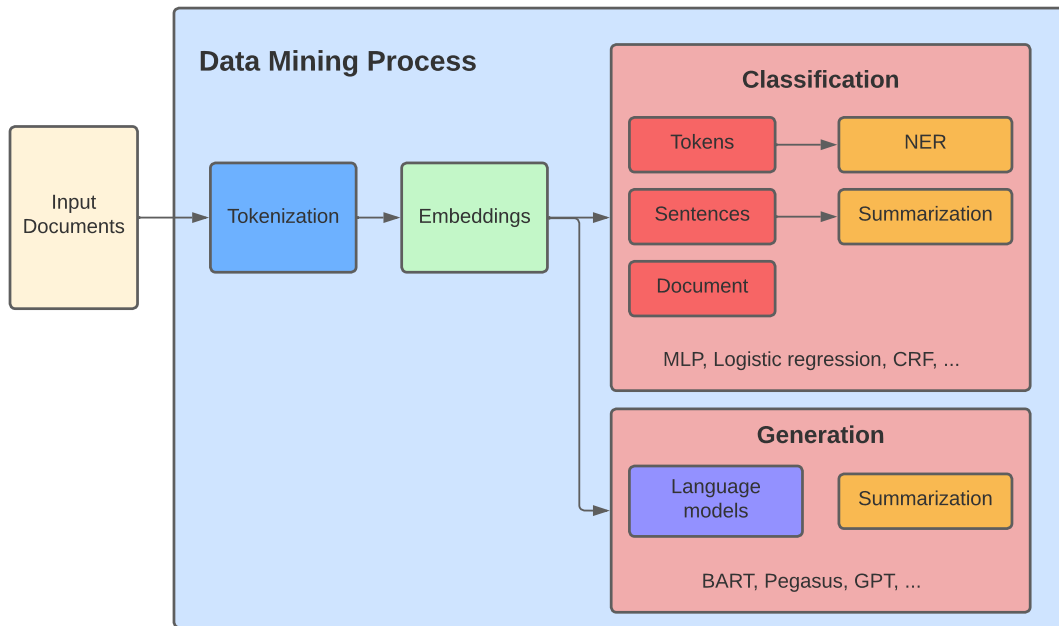 Data Mining Process
Input
Documents
Tokenization
Embeddings
Classification
Tokens
NER
Sentences
Summarization
Document
MLP, Logistic regression, CRF, ...
Generation
Language
models
Summarization
BART, Pegasus, GPT, ...